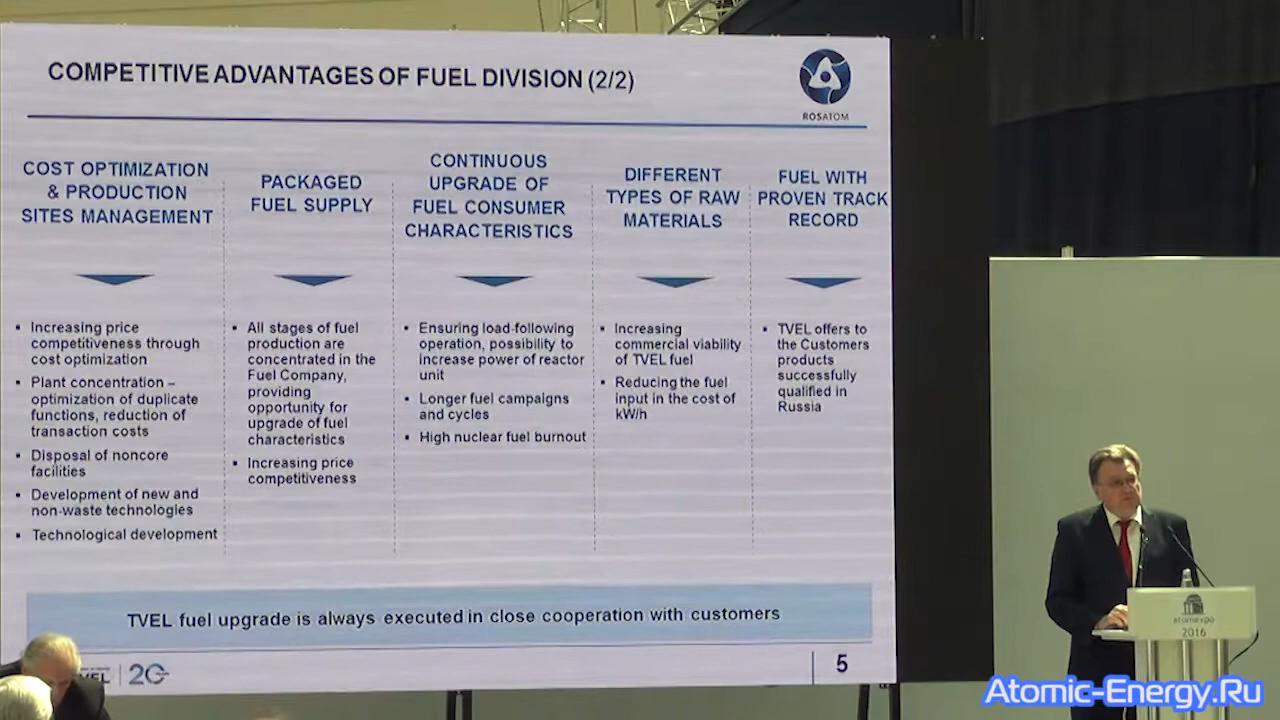 COMPETITIVE ADVANTAGES OF FUEL DIVISION (2/2)
ROSATOM
COST OPTIMIZATION
& PRODUCTION
SITES MANAGEMENT
▪ Increasing price
competitiveness through
cost optimization
▪ Plant concentration –
optimization of duplicate
functions, reduction of
transaction costs
▪ Disposal of noncore
facilities
▪ Development of new and
non-waste technologies
▪ Technological development
PACKAGED
FUEL SUPPLY
▪ All stages of fuel
production are
concentrated in the
Fuel Company,
providing
opportunity for
upgrade of fuel
characteristics
▪ Increasing price
competitiveness
CONTINUOUS
UPGRADE OF
FUEL CONSUMER
CHARACTERISTICS
▪ Ensuring load-following
operation, possibility to
increase power of reactor
unit
▪ Longer fuel campaigns
and cycles
▪ High nuclear fuel burnout
DIFFERENT
TYPES OF RAW
MATERIALS
▪ Increasing
commercial viability
of TVEL fuel
▪ Reducing the fuel
input in the cost of
kW/h
FUEL WITH
PROVEN TRACK
RECORD
▪ TVEL offers to
the Customers
products
successfully
qualified in
Russia
TVEL fuel upgrade is always executed in close cooperation with customers
20
5
atomexpo
2016
Atomic-Energy.Ru